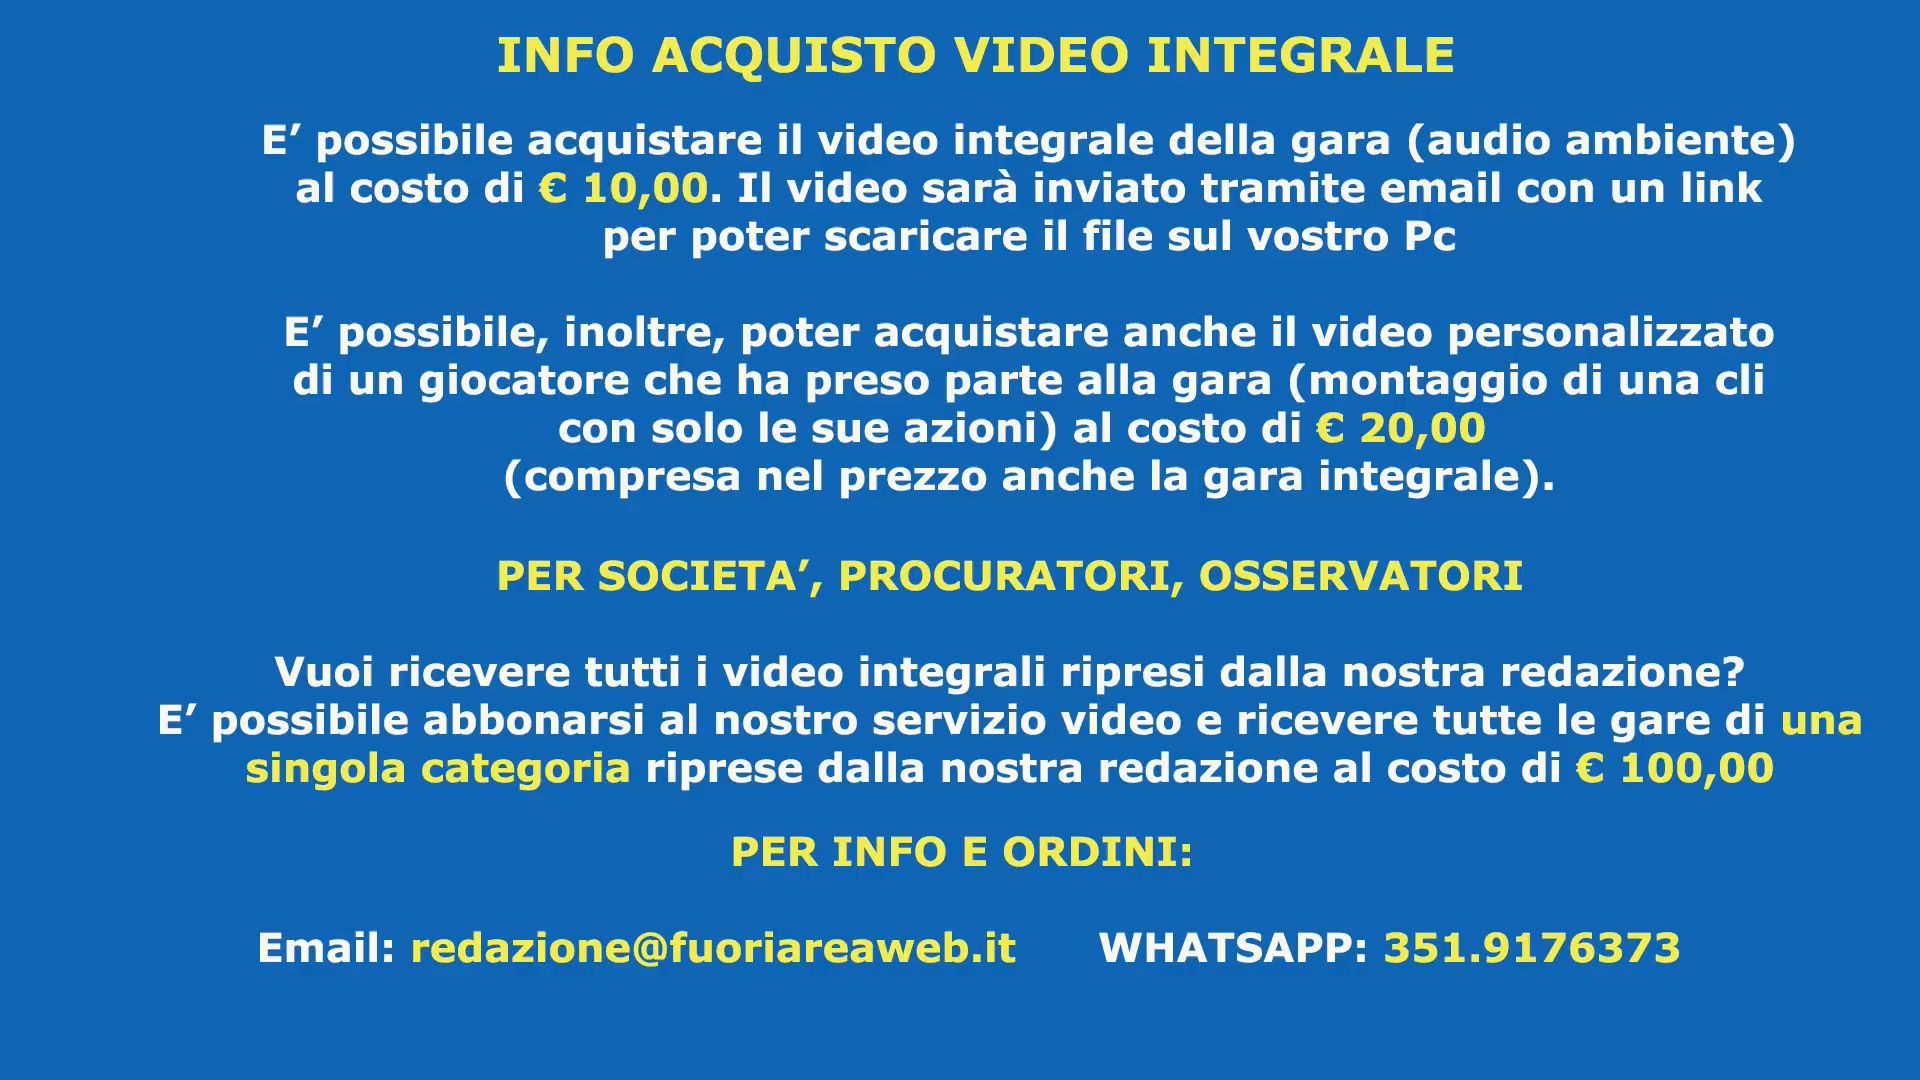 INFO ACQUISTO VIDEO INTEGRALE
E’ possibile acquistare il video integrale della gara (audio ambiente)
al costo di € 10,00. Il video sarà inviato tramite email con un link
per poter scaricare il file sul vostro Pc
E’ possibile, inoltre, poter acquistare anche il video personalizzato
di un giocatore che ha preso parte alla gara (montaggio di una cli
con solo le sue azioni) al costo di € 20,00
(compresa nel prezzo anche la gara integrale).
PER SOCIETA’, PROCURATORI, OSSERVATORI
Vuoi ricevere tutti i video integrali ripresi dalla nostra redazione?
E’ possibile abbonarsi al nostro servizio video e ricevere tutte le gare di una
singola categoria riprese dalla nostra redazione al costo di € 100,00
PER INFO E ORDINI:
Email: redazione@fuoriareaweb.it WHATSAPP: 351.9176373